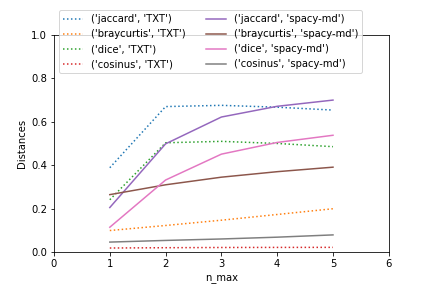 ('jaccard', 'TXT') ('jaccard', 'spacy-md')
('braycurtis', 'TXT') ('braycurtis', 'spacy-md')
('dice', 'TXT') ('dice', 'spacy-md')
('cosinus', 'TXT') ('cosinus', 'spacy-md')
1.0
0.8
0.6
0.4
0.2
0.0
Distances
0 1 2 3 4 5 6
n_max